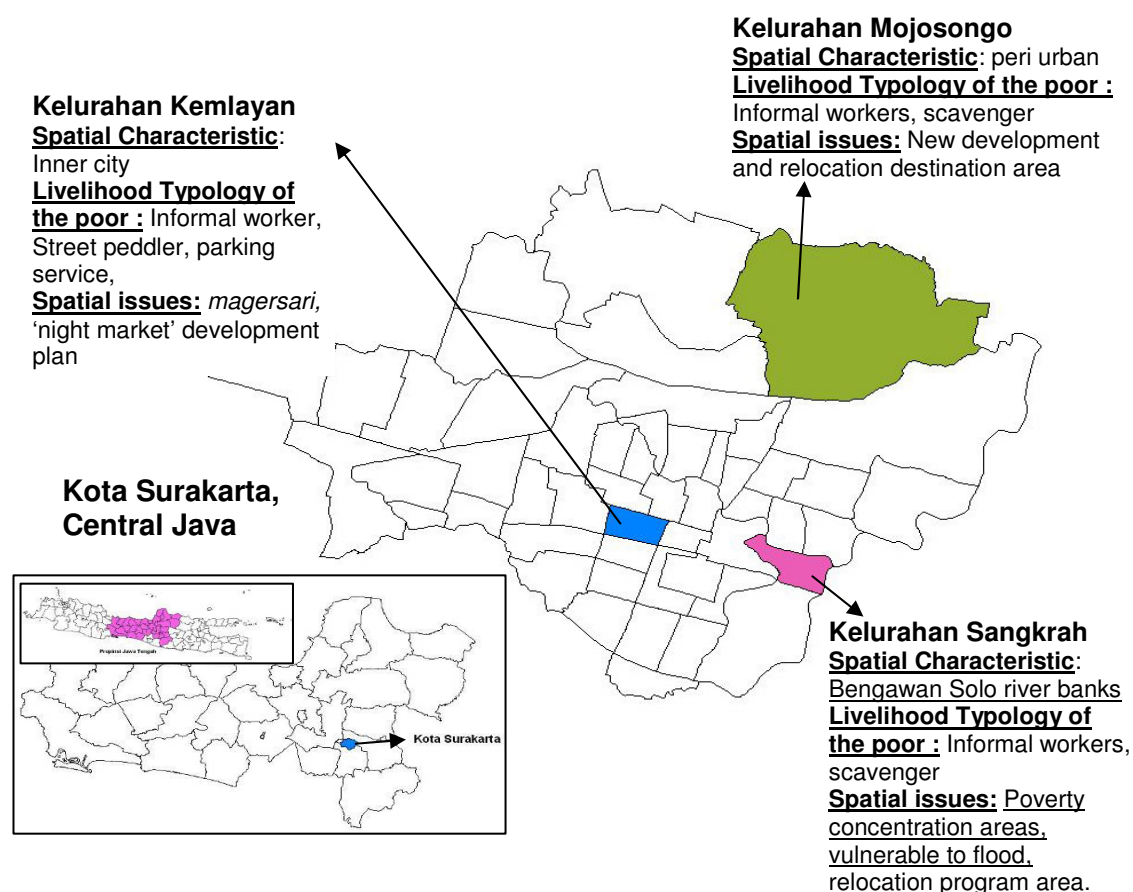 Kelurahan Mojosongo
Spatial Characteristic: peri urban
Livelihood Typology of the poor :
Informal workers, scavenger
Spatial issues: New development
and relocation destination area
Kelurahan Kemlayan
Spatial Characteristic:
Inner city
Livelihood Typology of
the poor : Informal worker,
Street peddler, parking
service,
Spatial issues: magersari,
‘night market’ development
plan
Kota Surakarta,
Central Java
Propinsi Jawa Tengah
Kota Surakarta
Kelurahan Sangkrah
Spatial Characteristic:
Bengawan Solo river banks
Livelihood Typology of
the poor : Informal workers,
scavenger
Spatial issues: Poverty
concentration areas,
vulnerable to flood,
relocation program area.